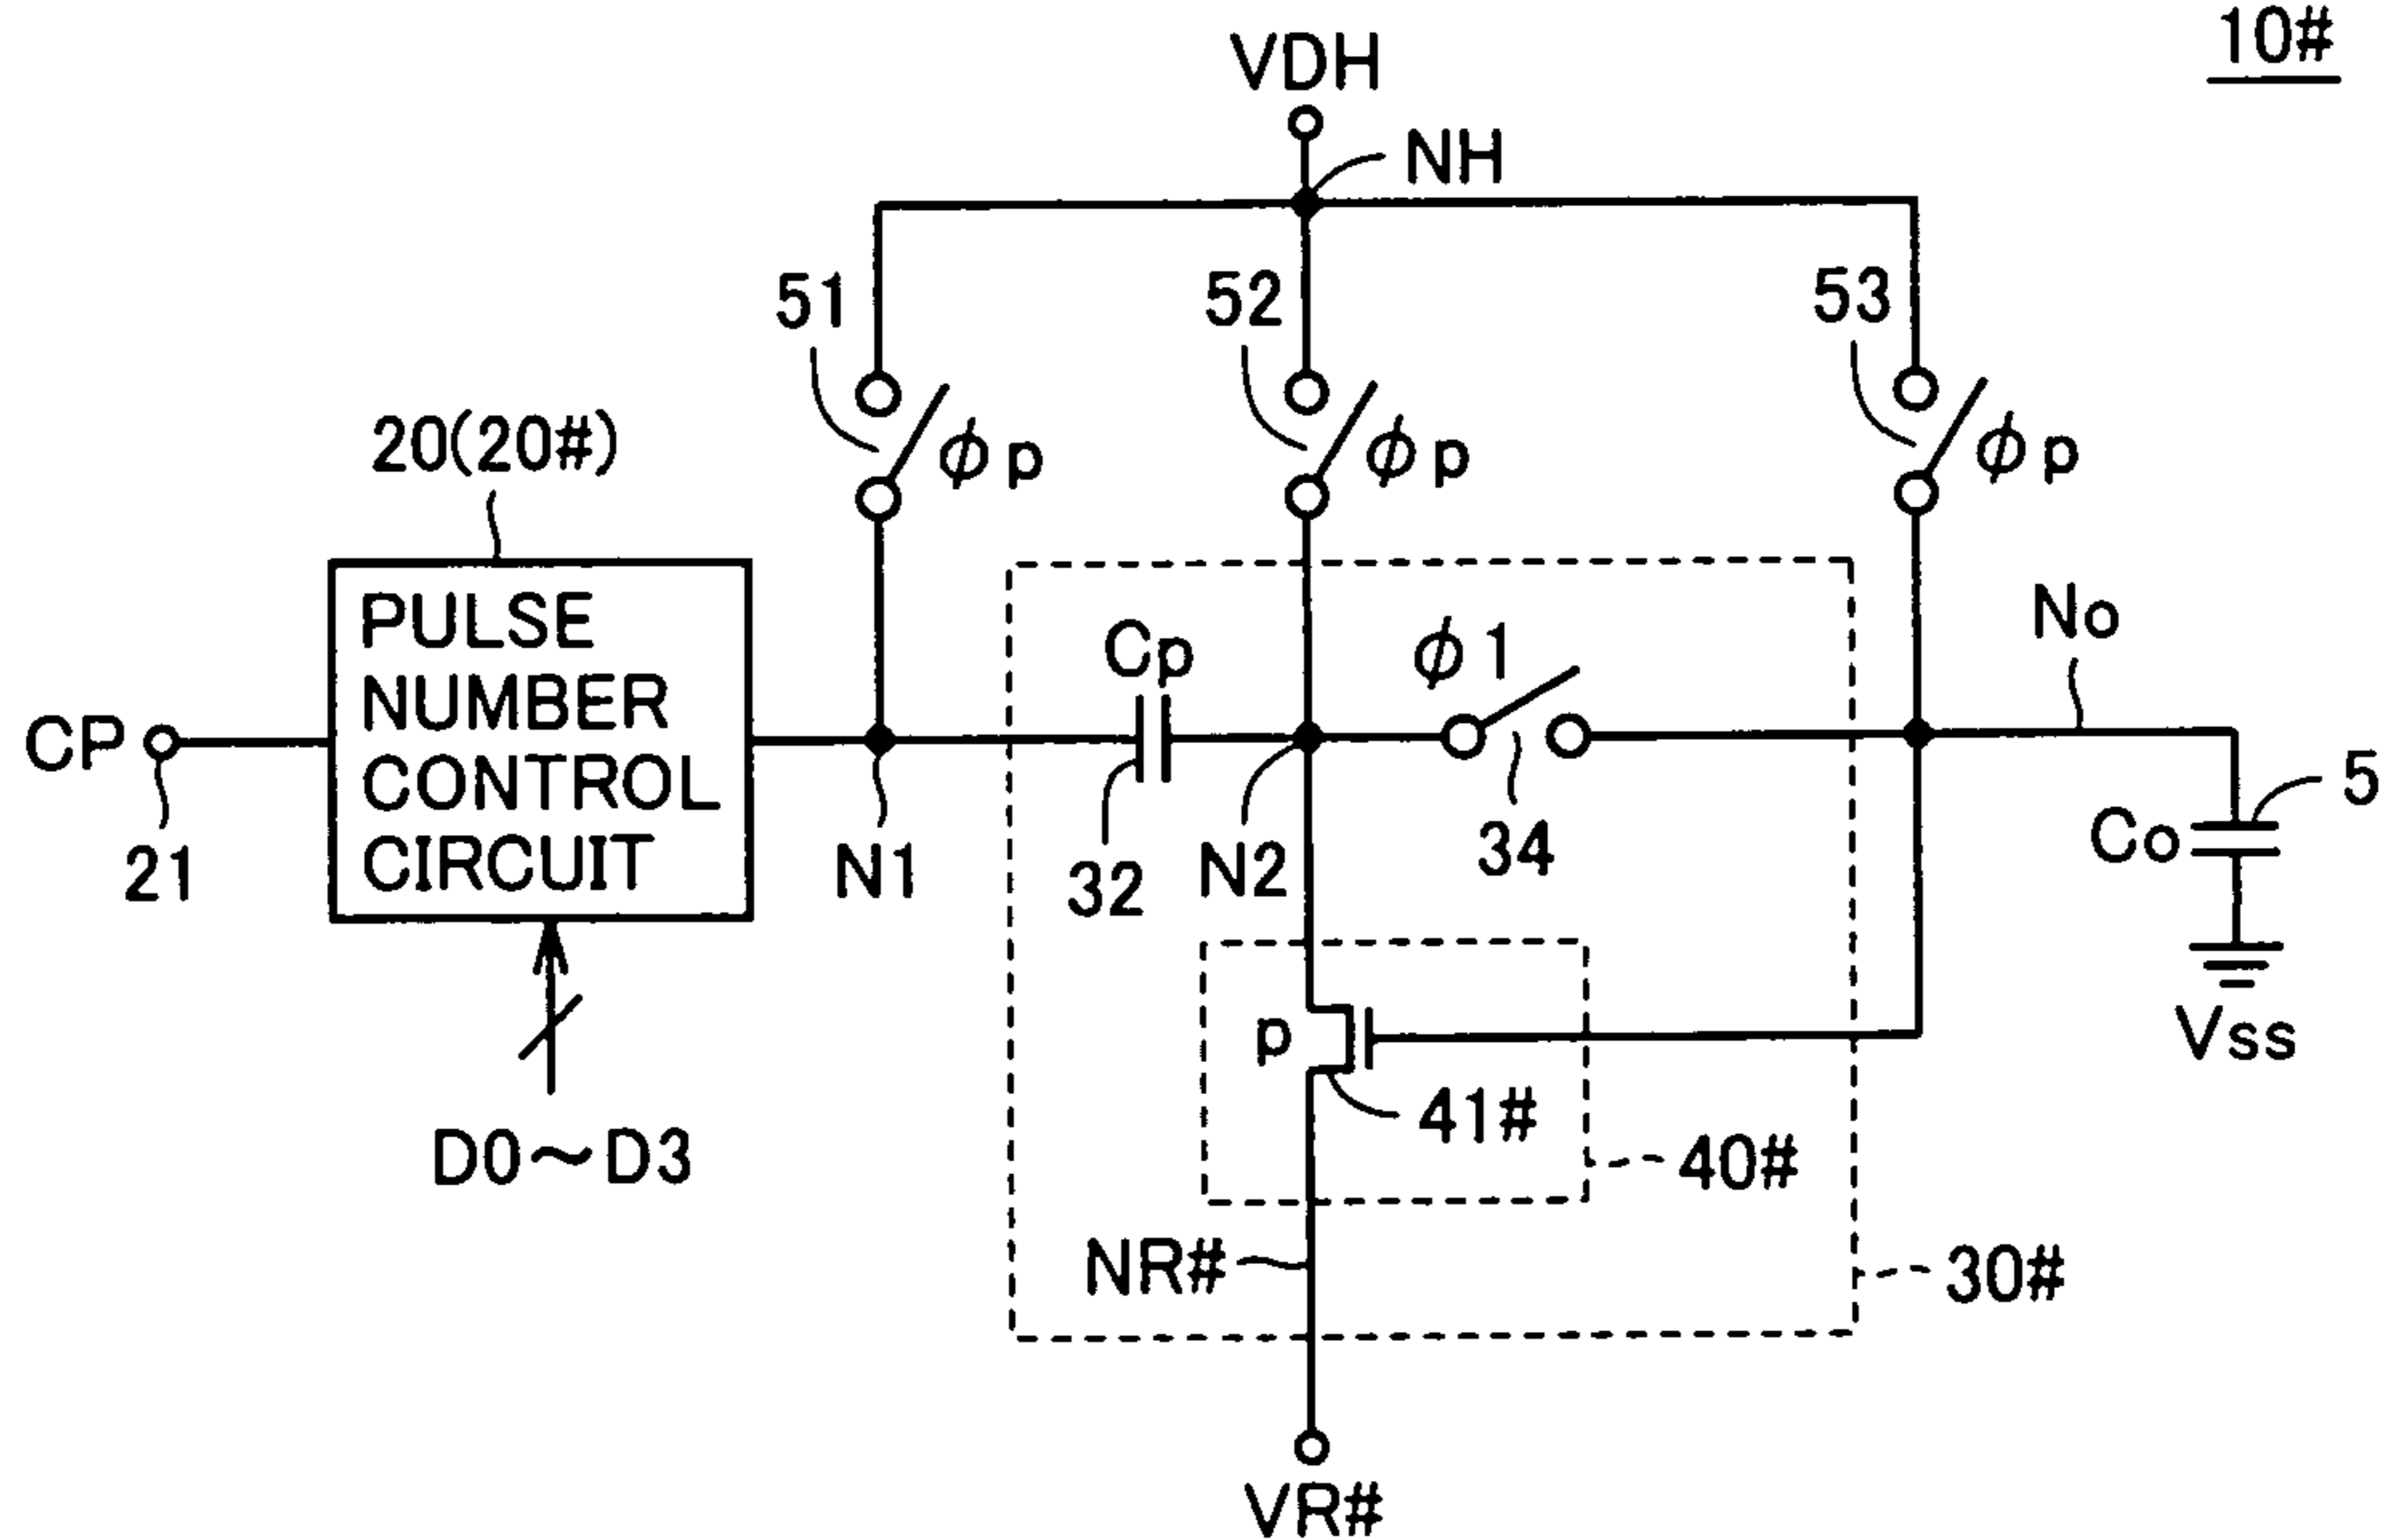 10#
VDH
NH
51
52
53
ϕp
ϕp
ϕp
20(20#)
PULSE
NUMBER
CONTROL
CIRCUIT
CP
21
D0~D3
N1
Cp
32
N2
ϕ1
34
No
5
Co
Vss
p
41#
40#
NR#
30#
VR#